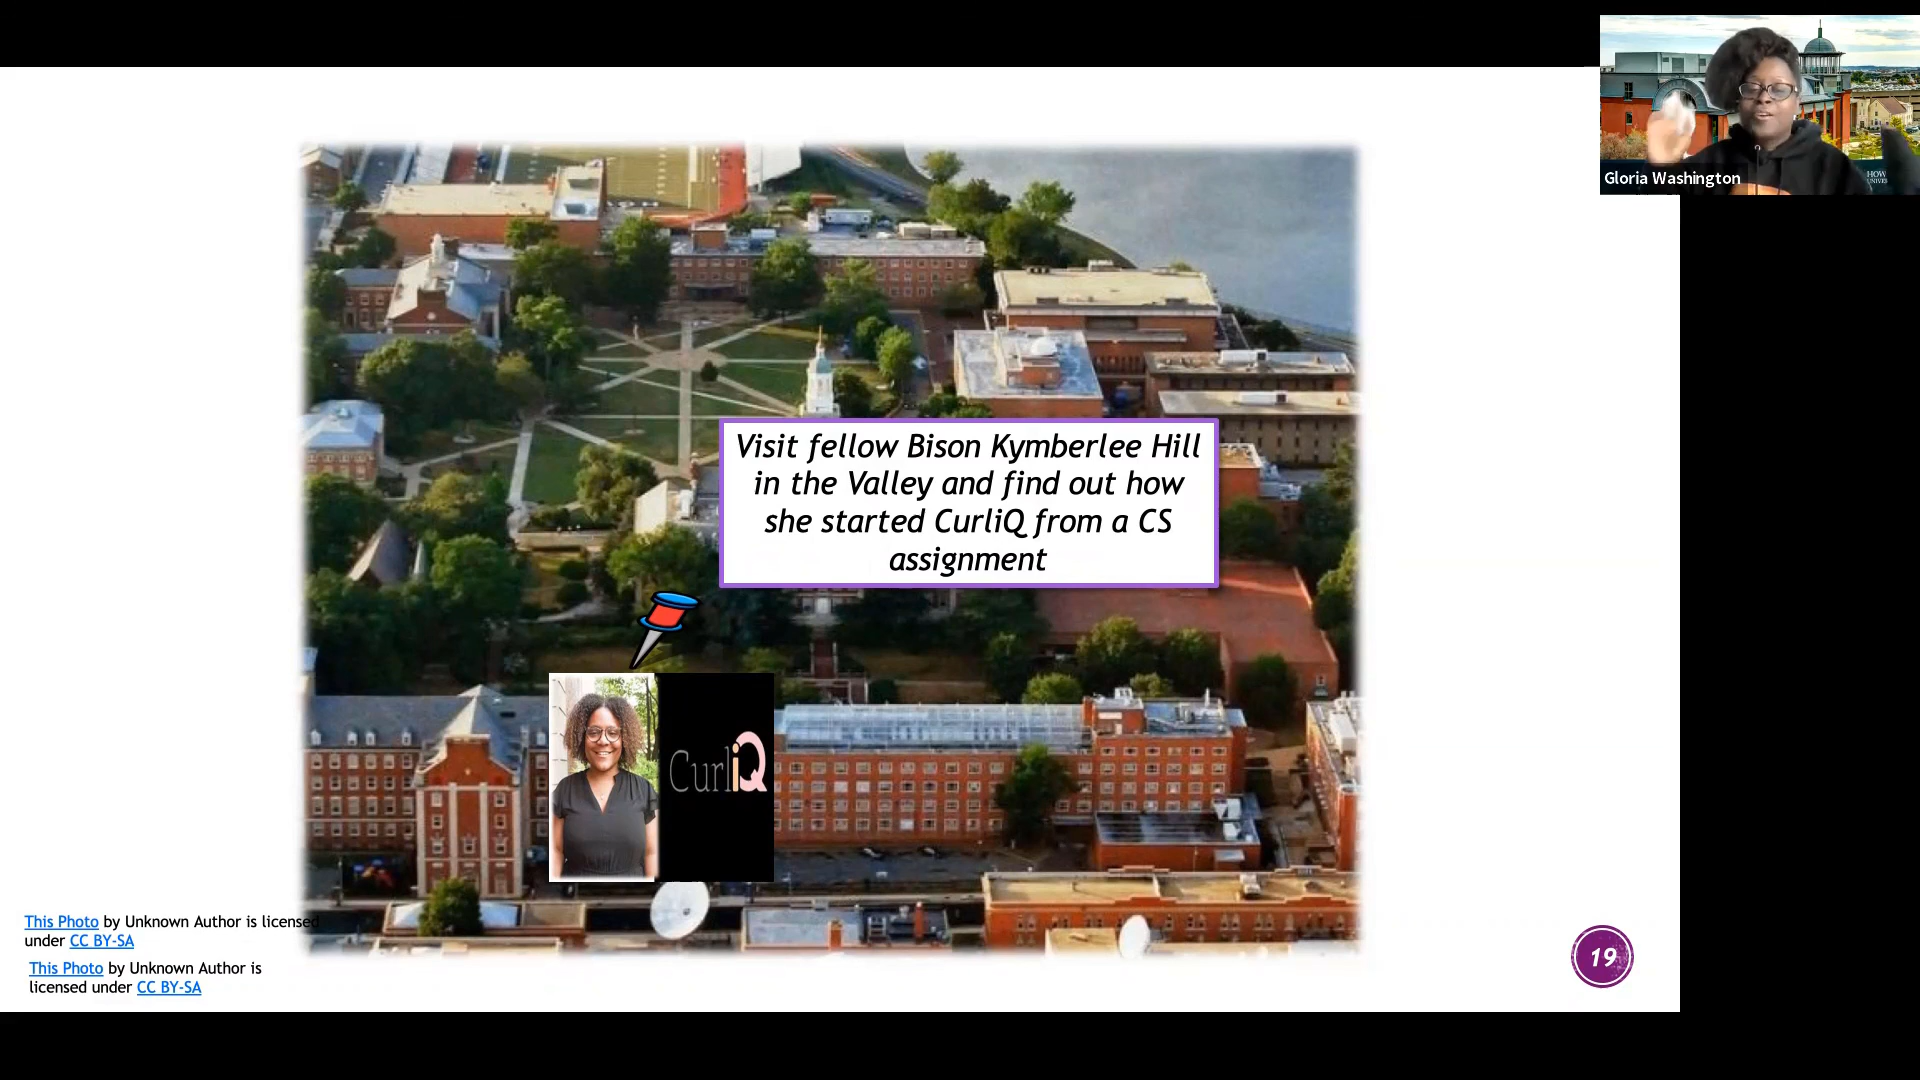 Gloria Washington
HOW
UNIVES
Visit fellow Bison Kymberlee Hill
in the Valley and find out how
she started CurliQ from a CS
assignment
CurliQ
This Photo by Unknown Author is licensed
under CC BY-SA
This Photo by Unknown Author is
licensed under CC BY-SA
19